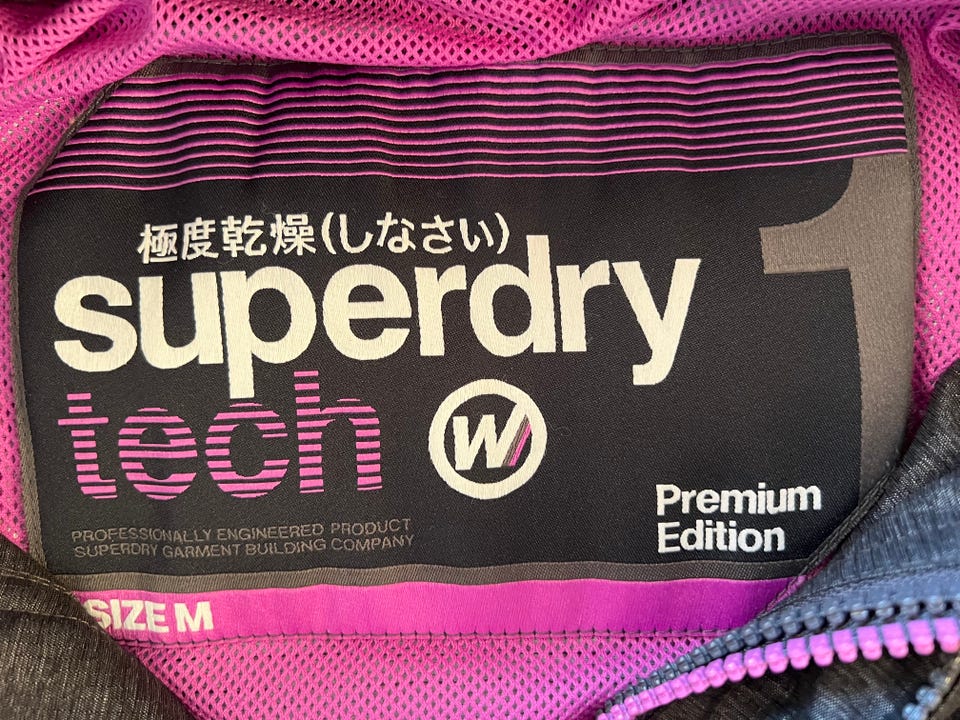 極度乾燥(しなさい)
superdry
tech
W
1
Premium
Edition
PROFESSIONALLY ENGINEERED PRODUCT
SUPERDRY GARMENT BUILDING COMPANY
SIZE M